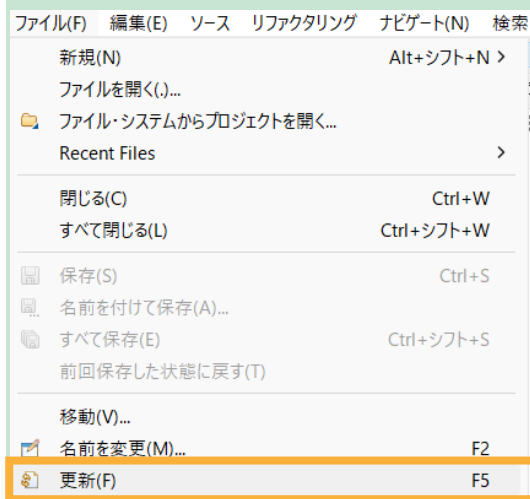 ファイル(F) 編集(E) ソース リファクタリング ナビゲート(N) 検索
新規(N) Alt+シフト+N >
ファイルを開く(.)...
ファイル・システムからプロジェクトを開く...
Recent Files >
閉じる(C) Ctrl+W
すべて閉じる(L) Ctrl+シフト+W
保存(S) Ctrl+S
名前を付けて保存(A)...
すべて保存(E) Ctrl+シフト+S
前回保存した状態に戻す(T)
移動(V)...
名前を変更(M)... F2
更新(F) F5